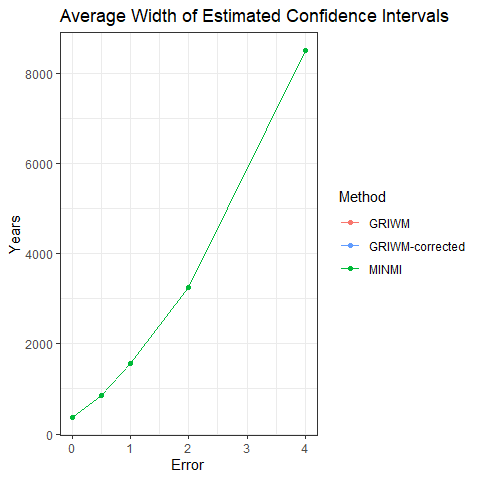 Average Width of Estimated Confidence Intervals
Years
8000
6000
4000
2000
0
0 1 2 3 4
Error
Method
GRIWM
GRIWM-corrected
MINMI